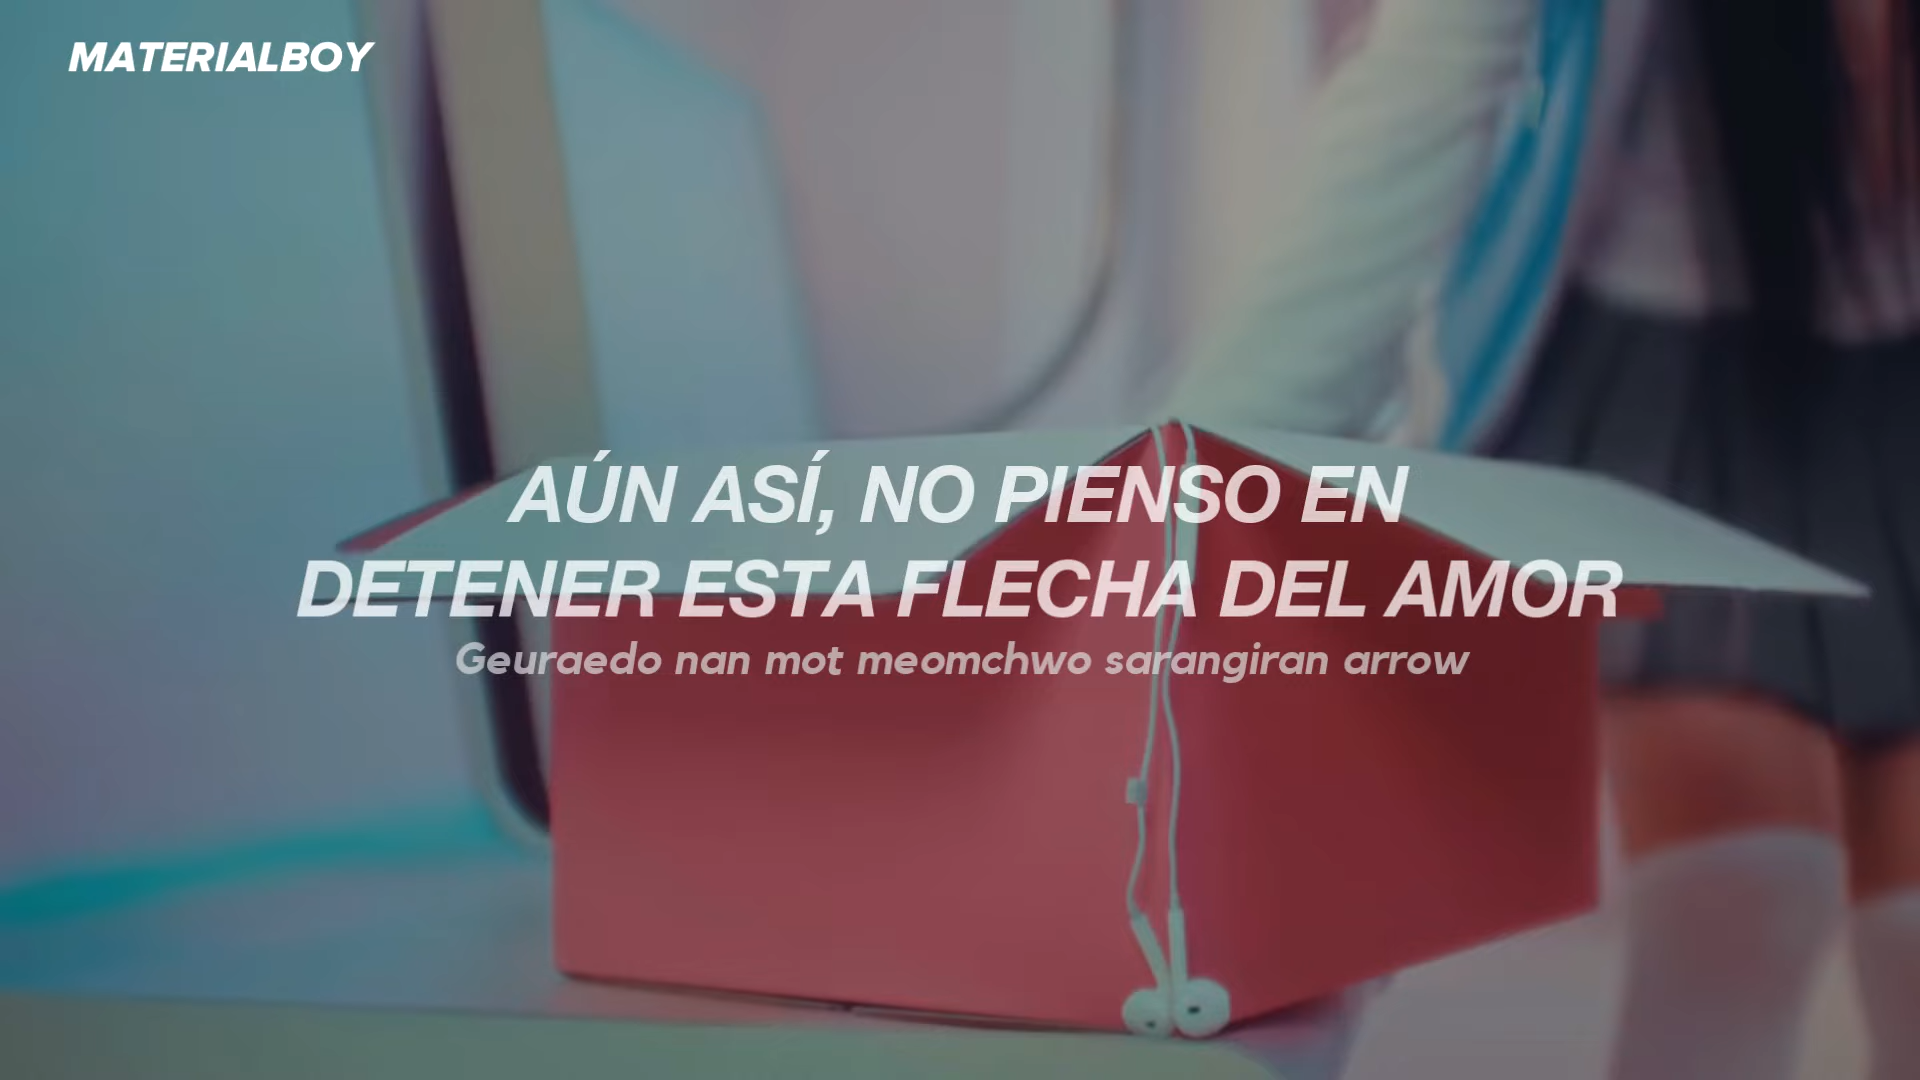 MATERIALBOY
AÚN ASÍ, NO PIENSO EN
DETENER ESTA FLECHA DEL AMOR
Geuraedo nan mot meomchwo sarangiran arrow